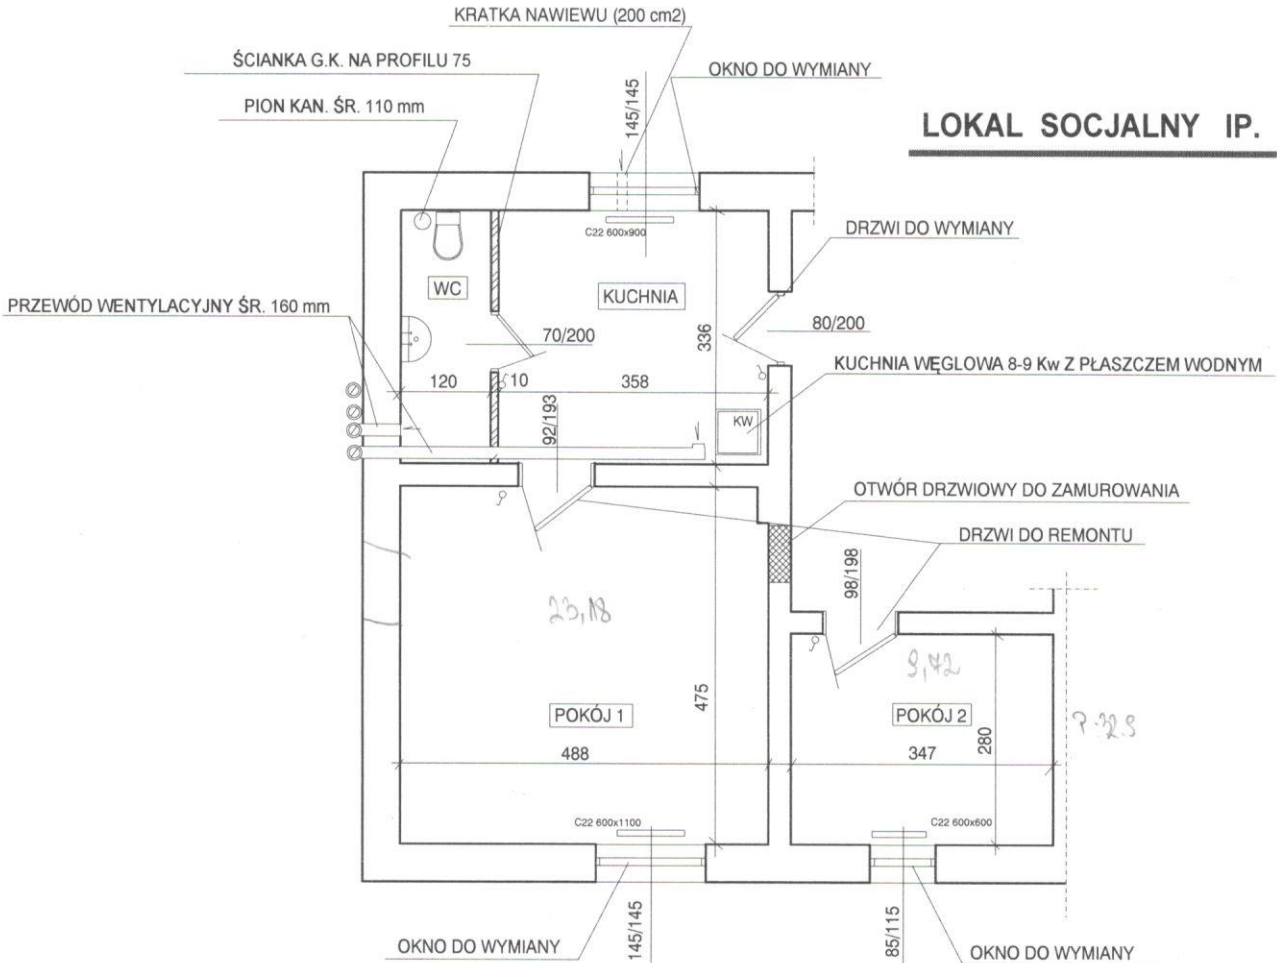 KRATKA NAWIEWU (200 cm2)
ŚCIANKA G.K. NA PROFILU 75
OKNO DO WYMIANY
PION KAN. ŚR. 110 mm
145/145
LOKAL SOCJALNY IP.
C22 600x900
DRZWI DO WYMIANY
WC
KUCHNIA
PRZEWÓD WENTYLACYJNY ŚR. 160 mm
70/200
336
80/200
KUCHNIA WĘGLOWA 8-9 Kw Z PŁASZCZEM WODNYM
120
10
358
92/193
KW
OTWÓR DRZWIOWY DO ZAMUROWANIA
DRZWI DO REMONTU
98/198
23,18
9,72
475
POKÓJ 1
POKÓJ 2
280
P-32.9
488
347
C22 600x1100
C22 600x600
145/145
85/115
OKNO DO WYMIANY
OKNO DO WYMIANY